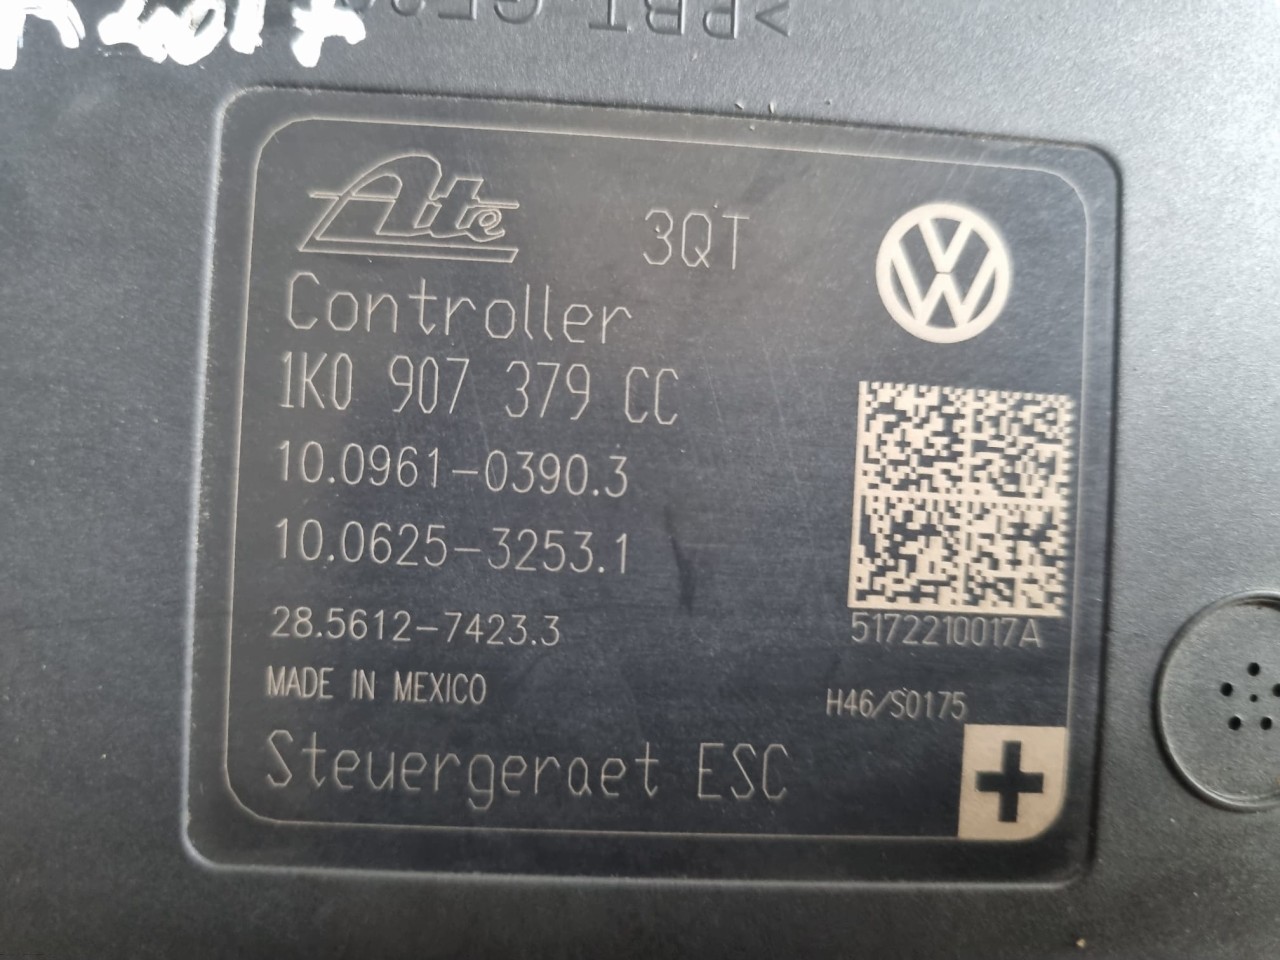 Ate 3QT
Controller
1K0 907 379 CC
10.0961-0390.3
10.0625-3253.1
28.5612-7423.3
5172210017A
MADE IN MEXICO
H46/S0175
Steuergeraet ESC